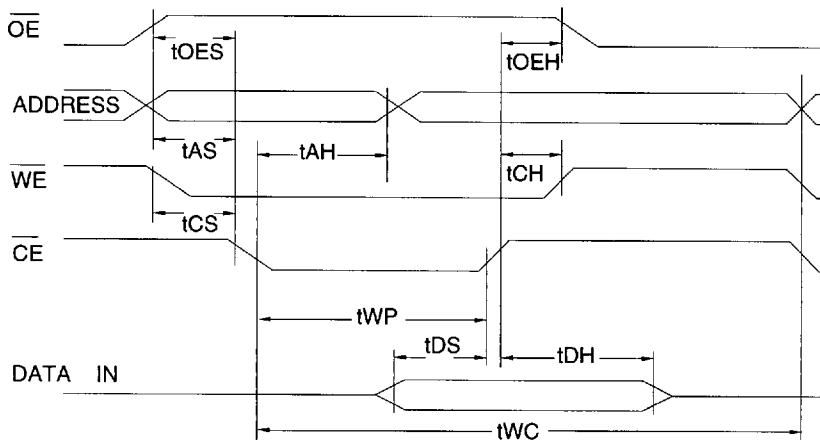 OE
tOES
tOEH
ADDRESS
tAS
tAH
tCH
WE
tCS
CE
tWP
tDS
tDH
DATA IN
tWC